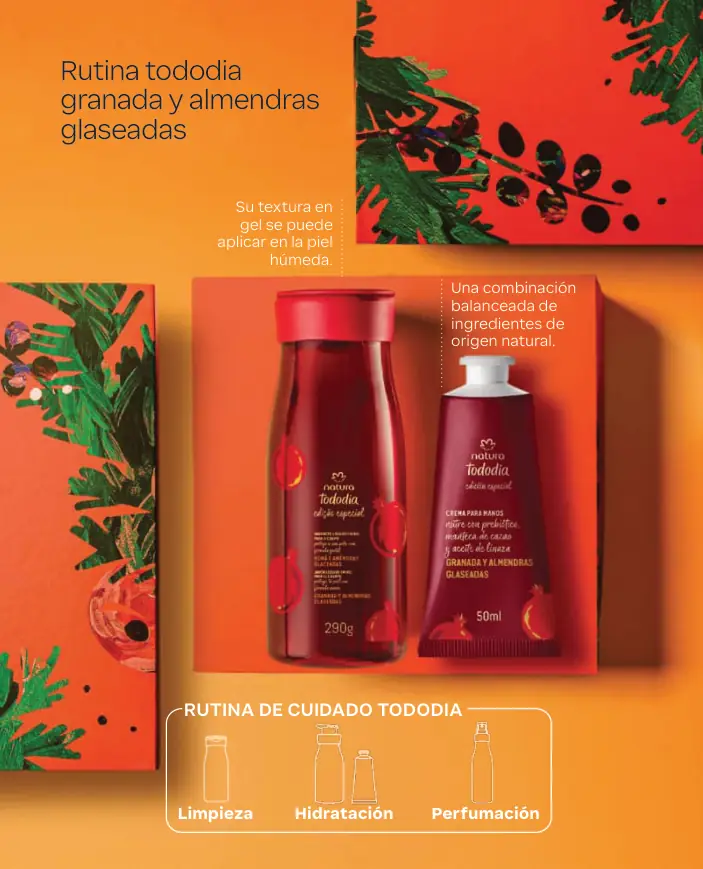 Rutina tododia
granada y almendras
glaseadas
Su textura en
gel se puede
aplicar en la piel
húmeda.
Una combinación
balanceada de
ingredientes de
origen natural.
natura
tododia
edição especial
GLASEADAS
290g
natura
tododia
edición especial
CREMA PARA MANOS
nutre con prebiótico,
manteca de cacao
y aceite de linaza
GRANADA Y ALMENDRAS
GLASEADAS
50ml
RUTINA DE CUIDADO TODODIA
Limpieza
Hidratación
Perfumación